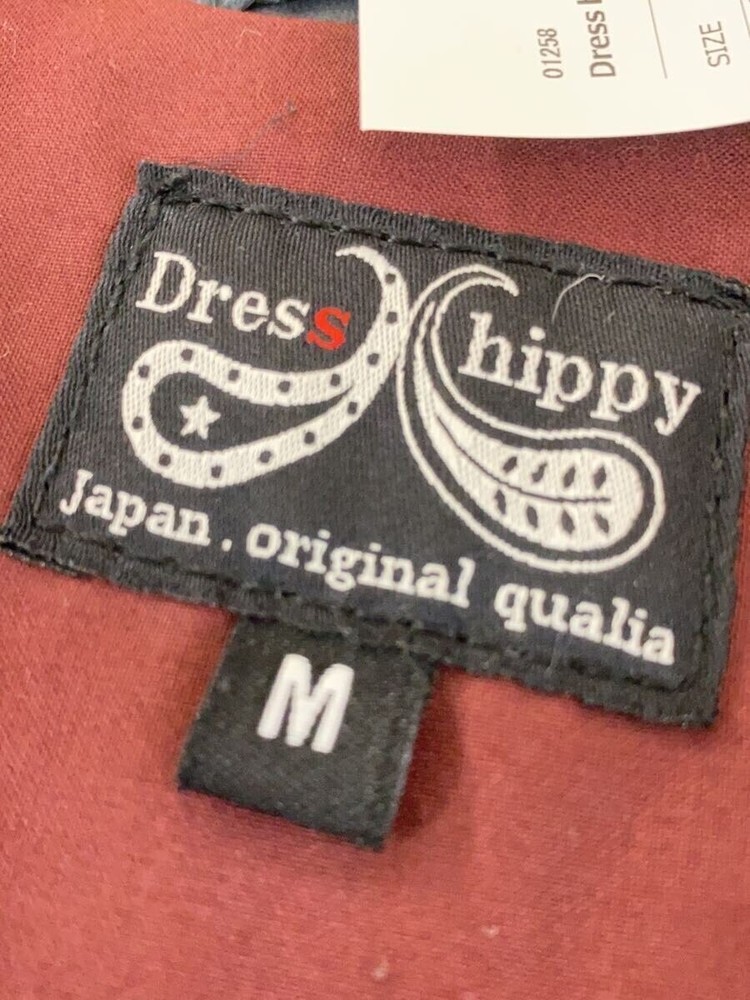 01258
Dress
SIZE
Dress hippy
Japan . original qualia
M